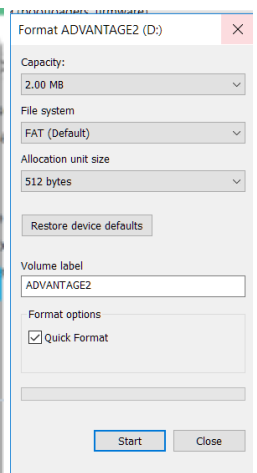 Format ADVANTAGE2 (D:)
Capacity:
2.00 MB
File system
FAT (Default)
Allocation unit size
512 bytes
Restore device defaults
Volume label
ADVANTAGE2
Format options
Quick Format
Start
Close